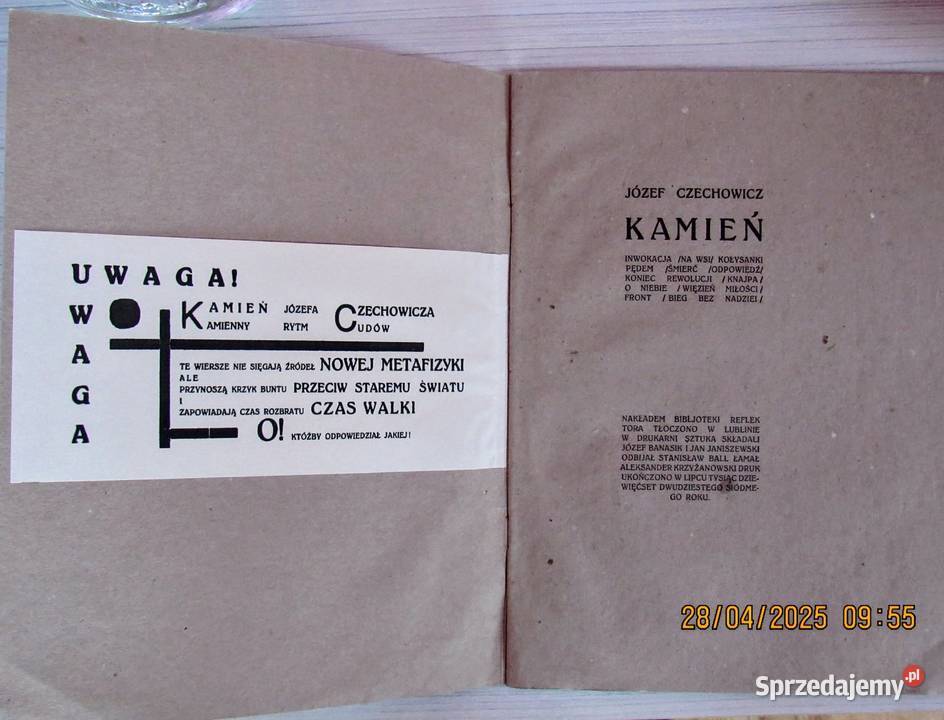 UWAGA!
WAGA
KAMIEŃ JÓZEFA CZECHOWICZA
KAMIENNY RYTM CUDÓW
TE WIERSZE NIE SIĘGAJĄ ŹRÓDEŁ NOWEJ METAFIZYKI
ALE
PRZYNOSZĄ KRZYK BUNTU PRZECIW STAREMU ŚWIATU
I
ZAPOWIADAJĄ CZAS ROZBRATU CZAS WALKI
O! KTÓŻBY ODPOWIEDZIAŁ JAKIEJ!
JÓZEF CZECHOWICZ
KAMIEŃ
INWOKACJA /NA WSI/ KOŁYSANKI
PĘDEM /ŚMIERĆ /ODPOWIEDŹ/
KONIEC REWOLUCJI /KNAJPA/
O NIEBIE /WIĘZIEŃ MIŁOŚCI/
FRONT /BIEG BEZ NADZIEI/
NAKŁADEM BIBLJOTEKI REFLEK
TORA TŁOCZONO W LUBLINIE
W DRUKARNI SZTUKA SKŁADALI
JÓZEF BANASIK I JAN JANISZEWSKI
ODBIJAŁ STANISŁAW BALL ŁAMAŁ
ALEKSANDER KRZYŻANOWSKI DRUK
UKOŃCZONO W LIPCU TYSIĄC DZIE-
WIĘĆSET DWUDZIESTEGO SIÓDME-
GO ROKU.
28/04/2025 09:55
Sprzedajemy.pl